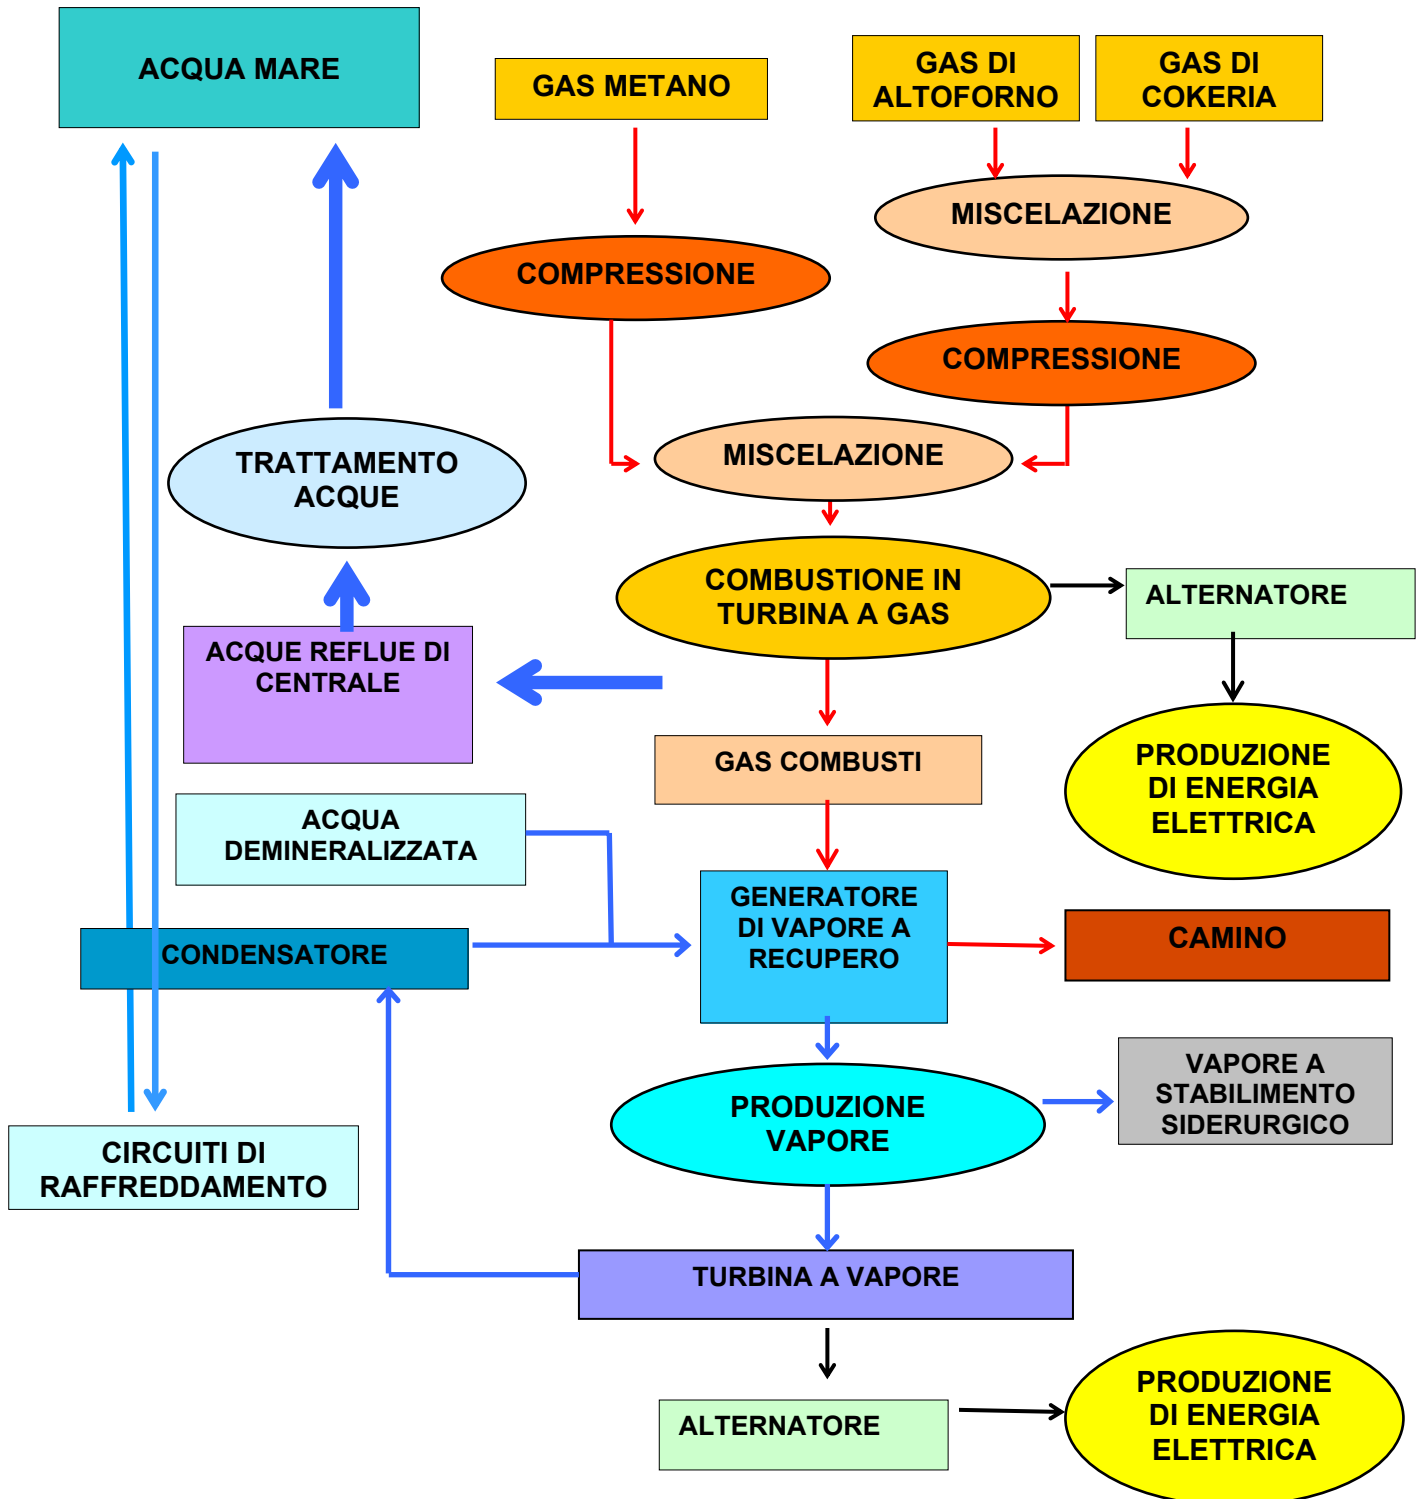 ACQUA MARE
GAS METANO
GAS DI
ALTOFORNO
GAS DI
COKERIA
MISCELAZIONE
COMPRESSIONE
COMPRESSIONE
MISCELAZIONE
TRATTAMENTO
ACQUE
COMBUSTIONE IN
TURBINA A GAS
ALTERNATORE
ACQUE REFLUE DI
CENTRALE
GAS COMBUSTI
PRODUZIONE
DI ENERGIA
ELETTRICA
ACQUA
DEMINERALIZZATA
GENERATORE
DI VAPORE A
RECUPERO
CAMINO
CONDENSATORE
VAPORE A
STABILIMENTO
SIDERURGICO
PRODUZIONE
VAPORE
CIRCUITI DI
RAFFREDDAMENTO
TURBINA A VAPORE
ALTERNATORE
PRODUZIONE
DI ENERGIA
ELETTRICA